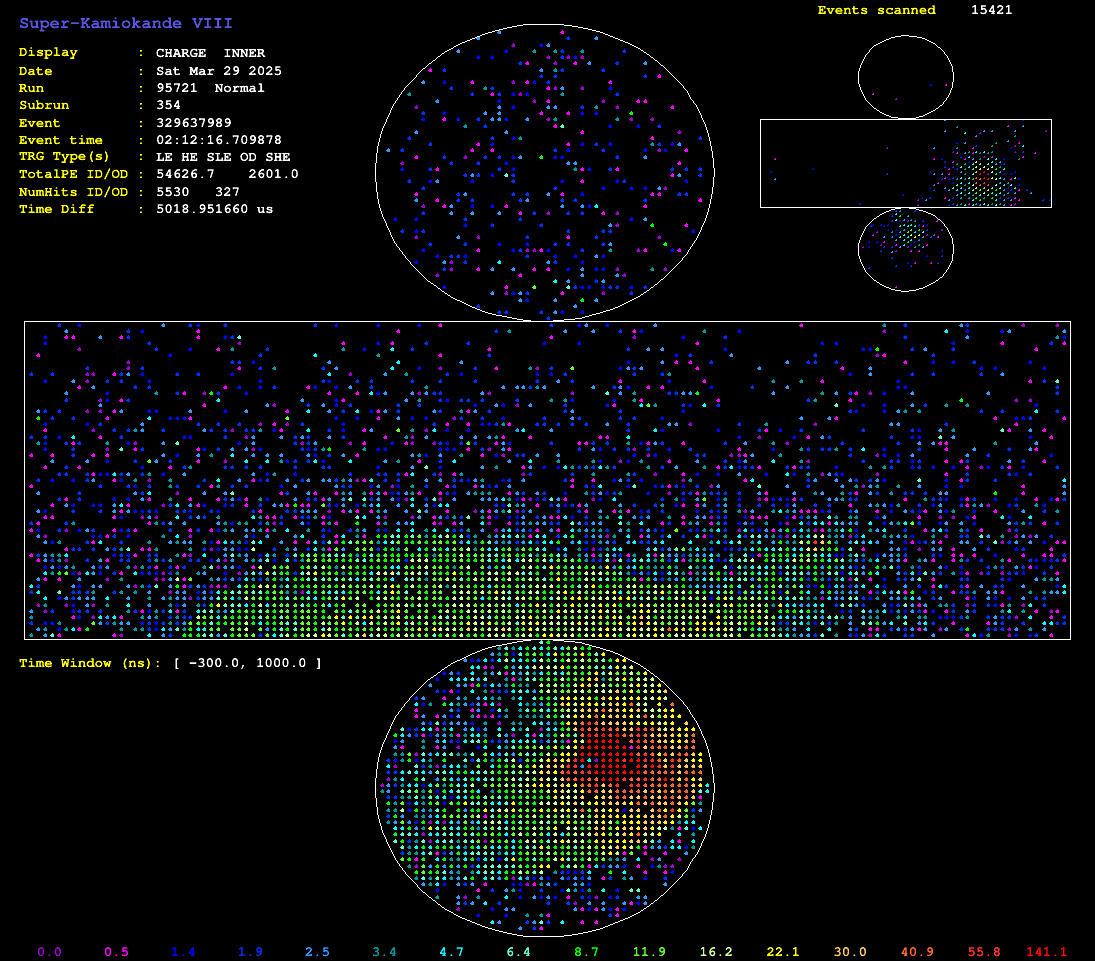 Super-Kamiokande VIII
Events scanned 15421
Display : CHARGE INNER
Date : Sat Mar 29 2025
Run : 95721 Normal
Subrun : 354
Event : 329637989
Event time : 02:12:16.709878
TRG Type(s) : LE HE SLE OD SHE
TotalPE ID/OD : 54626.7 2601.0
NumHits ID/OD : 5530 327
Time Diff : 5018.951660 us
Time Window (ns): [ -300.0, 1000.0 ]
0.0 0.5 1.4 1.9 2.5 3.4 4.7 6.4 8.7 11.9 16.2 22.1 30.0 40.9 55.8 141.1